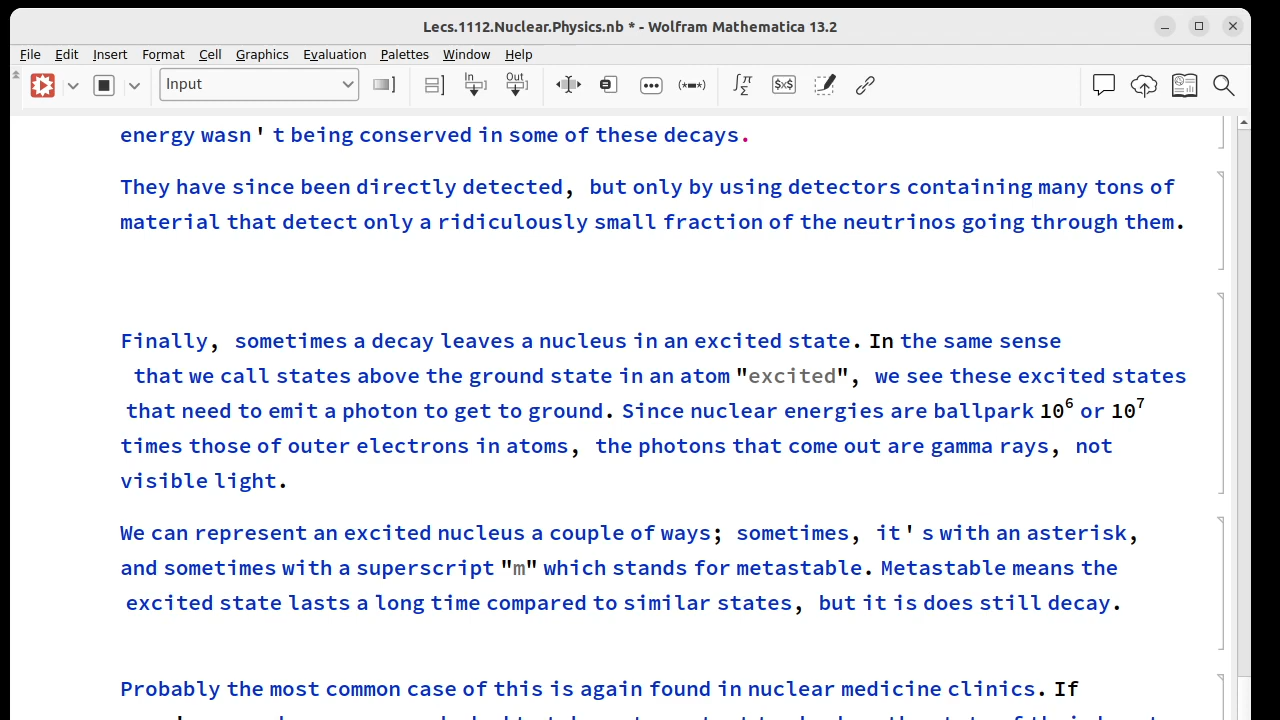 Lecs.1112.Nuclear.Physics.nb * - Wolfram Mathematica 13.2
File Edit Insert Format Cell Graphics Evaluation Palettes Window Help
Input In Out (*▪*) ∫π Σ $x$
energy wasn ' t being conserved in some of these decays.
They have since been directly detected, but only by using detectors containing many tons of
material that detect only a ridiculously small fraction of the neutrinos going through them.
Finally, sometimes a decay leaves a nucleus in an excited state. In the same sense
that we call states above the ground state in an atom "excited", we see these excited states
that need to emit a photon to get to ground. Since nuclear energies are ballpark 10⁶ or 10⁷
times those of outer electrons in atoms, the photons that come out are gamma rays, not
visible light.
We can represent an excited nucleus a couple of ways; sometimes, it ' s with an asterisk,
and sometimes with a superscript "m" which stands for metastable. Metastable means the
excited state lasts a long time compared to similar states, but it is does still decay.
Probably the most common case of this is again found in nuclear medicine clinics. If